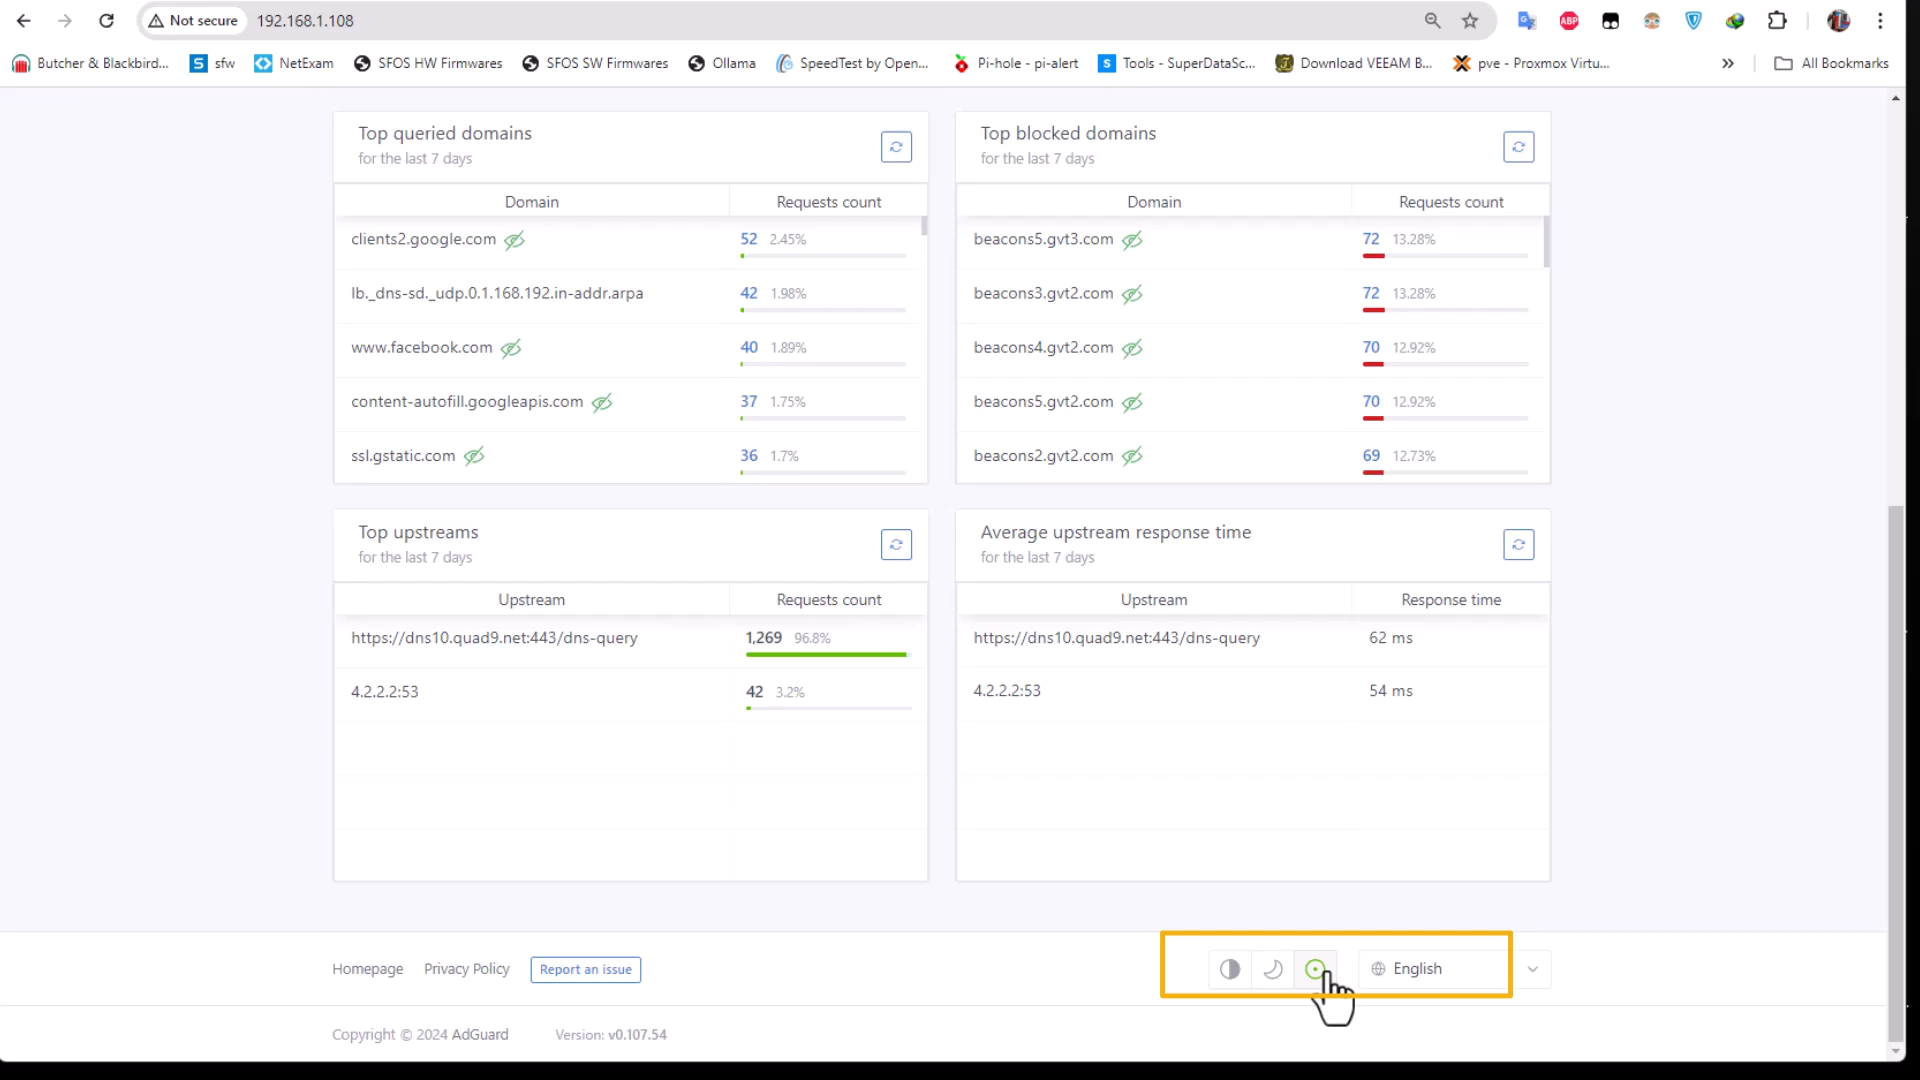 Not secure 192.168.1.108
ABP
Butcher & Blackbird... sfw NetExam SFOS HW Firmwares SFOS SW Firmwares Ollama SpeedTest by Open... Pi-hole - pi-alert Tools - SuperDataSc... Download VEEAM B... pve - Proxmox Virtu... » All Bookmarks
Top queried domains
for the last 7 days
Domain Requests count
clients2.google.com 52 2.45%
lb._dns-sd._udp.0.1.168.192.in-addr.arpa 42 1.98%
www.facebook.com 40 1.89%
content-autofill.googleapis.com 37 1.75%
ssl.gstatic.com 36 1.7%
Top blocked domains
for the last 7 days
Domain Requests count
beacons5.gvt3.com 72 13.28%
beacons3.gvt2.com 72 13.28%
beacons4.gvt2.com 70 12.92%
beacons5.gvt2.com 70 12.92%
beacons2.gvt2.com 69 12.73%
Top upstreams
for the last 7 days
Upstream Requests count
https://dns10.quad9.net:443/dns-query 1,269 96.8%
4.2.2.2:53 42 3.2%
Average upstream response time
for the last 7 days
Upstream Response time
https://dns10.quad9.net:443/dns-query 62 ms
4.2.2.2:53 54 ms
Homepage Privacy Policy Report an issue English
Copyright © 2024 AdGuard Version: v0.107.54